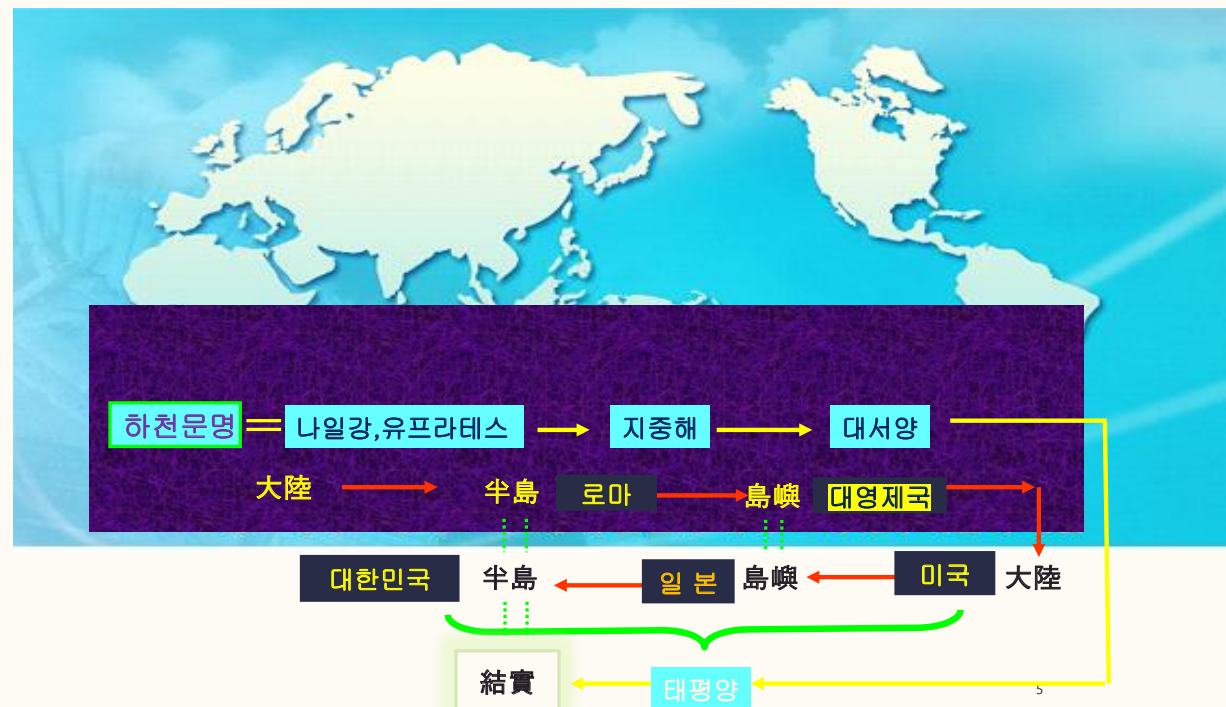 하천문명 나일강,유프라테스 지중해 대서양
大陸 半島 로마 島嶼 대영제국
대한민국 半島 일 본 島嶼 미국 大陸
結實 태평양 5